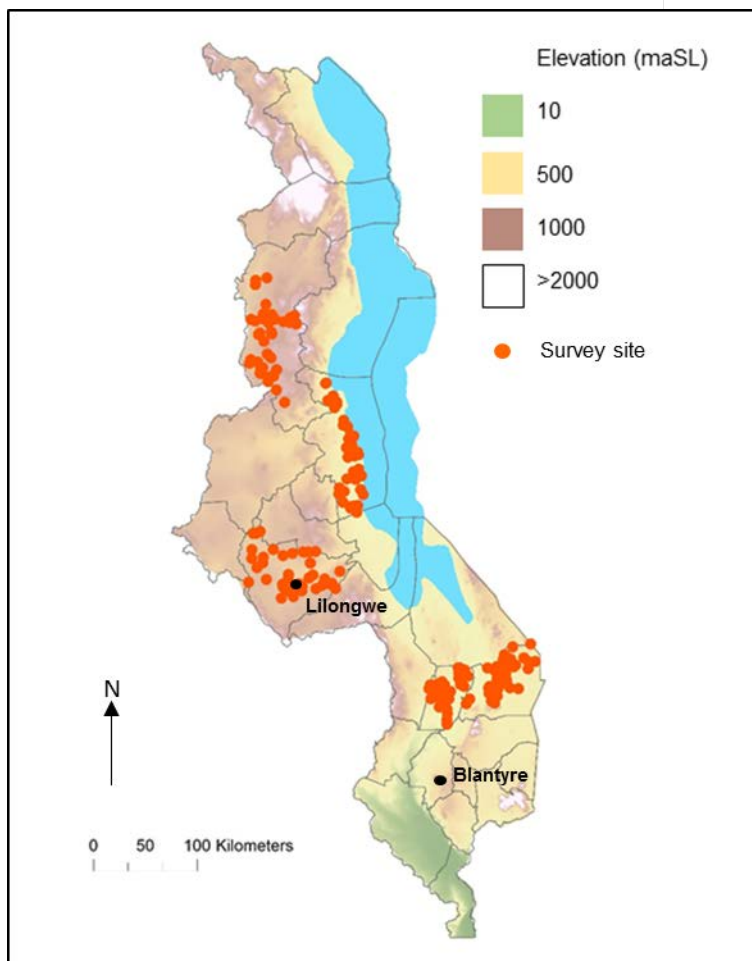 Elevation (maSL)
10
500
1000
>2000
Survey site
Lilongwe
N
Blantyre
0 50 100 Kilometers